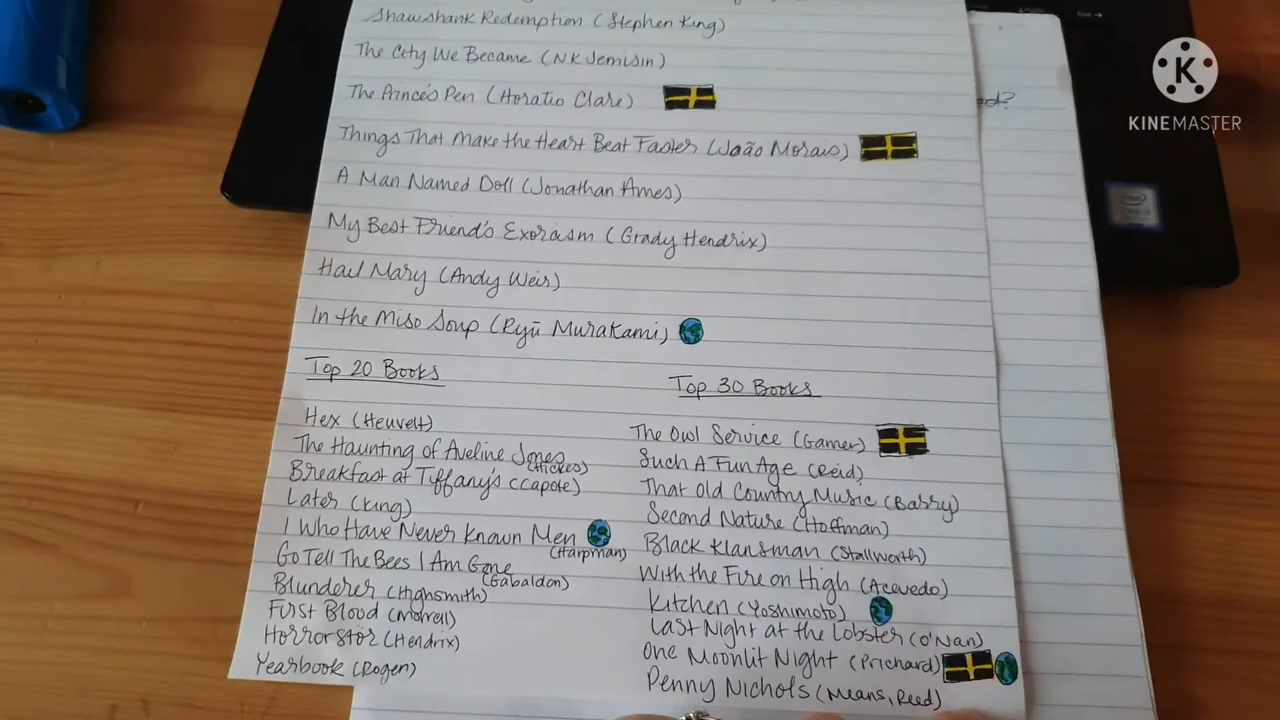 Shawshank Redemption (Stephen King)
The City We Became (NK Jemisin)
The Prince's Pen (Horatio Clare)
Things That Make the Heart Beat Faster (João Morais)
A Man Named Doll (Jonathan Ames)
My Best Friend's Exorcism (Grady Hendrix)
Hail Mary (Andy Weir)
In the Miso Soup (Ryū Murakami)
Top 20 Books
Hex (Heuvelt)
The Haunting of Aveline Jones
(Hickes)
Breakfast at Tiffany's (Capote)
Later (King)
I Who Have Never Known Men
(Harpman)
Go Tell The Bees I Am Gone
(Gabaldon)
Blunderer (Highsmith)
First Blood (Morrell)
Horrorstör (Hendrix)
Yearbook (Rogen)
Top 30 Books
The Owl Service (Garner)
Such A Fun Age (Reid)
That Old Country Music (Barry)
Second Nature (Hoffman)
Black Klansman (Stallworth)
With the Fire on High (Acevedo)
Kitchen (Yoshimoto)
Last Night at the Lobster (O'Nan)
One Moonlit Night (Prichard)
Penny Nichols (Means, Reed)
K
KINEMASTER
intel